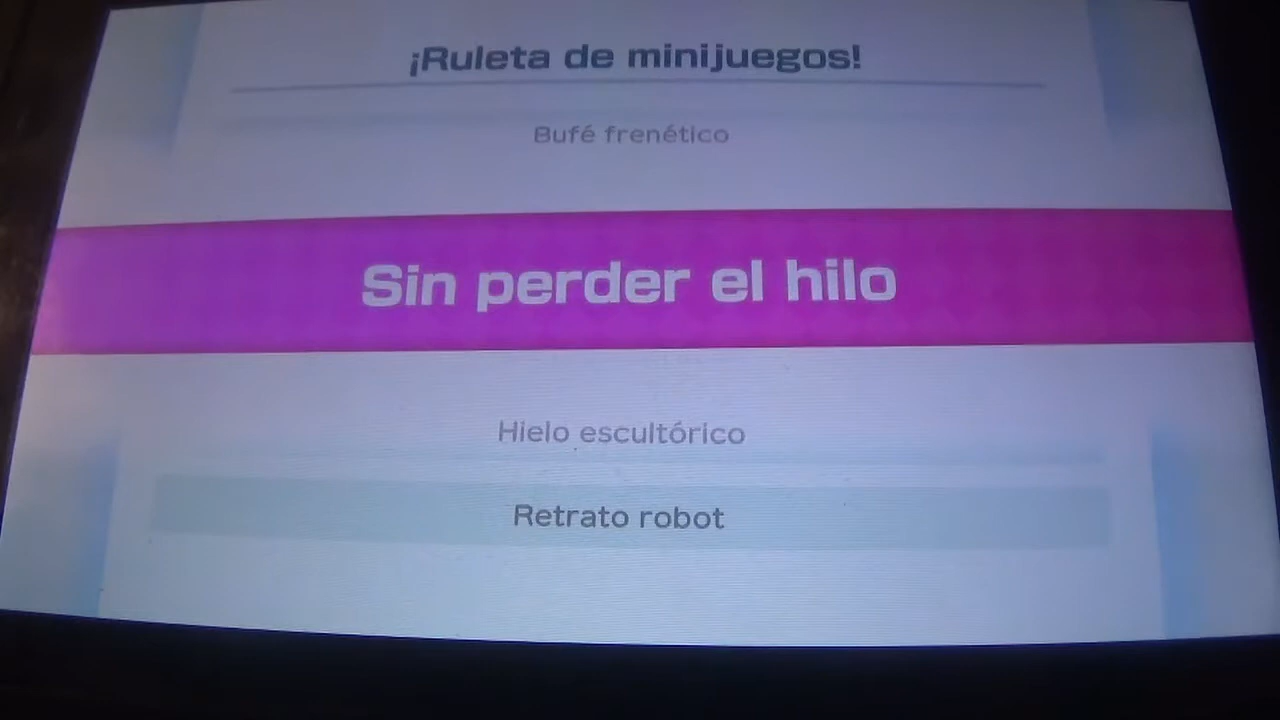 ¡Ruleta de minijuegos!
Bufé frenético
Sin perder el hilo
Hielo escultórico
Retrato robot